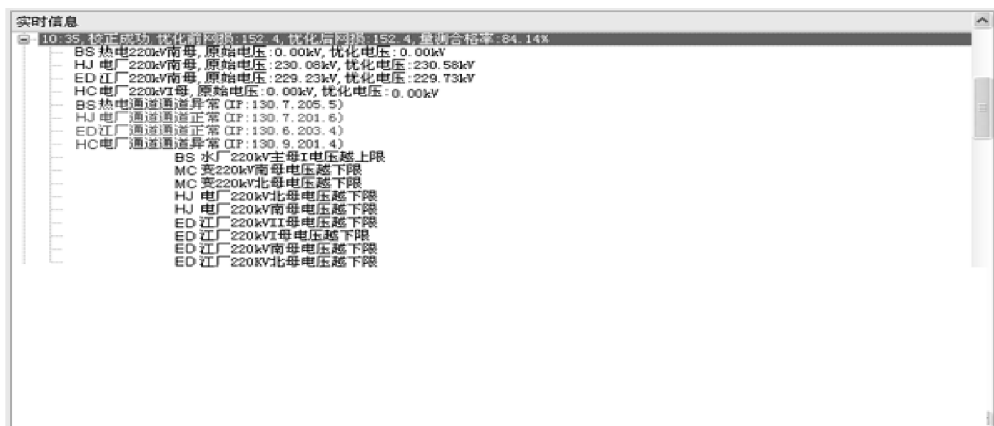 实时信息
10:35,校正成功,优化前网损:152.4,优化后网损:152.4,量测合格率:84.14%
BS 热电220kV南母,原始电压:0.00kV,优化电压:0.00kV
HJ 电厂220kV南母,原始电压:230.08kV,优化电压:230.58kV
ED 江厂220kV南母,原始电压:229.23kV,优化电压:229.73kV
HC 电厂220kVI母,原始电压:0.00kV,优化电压:0.00kV
BS 热电通道通道异常(IP:130.7.205.5)
HJ 电厂通道通道正常(IP:130.7.201.6)
ED江厂通道通道正常(IP:130.6.203.4)
HC电厂通道通道异常(IP:130.9.201.4)
BS 水厂220kV主母I电压越上限
MC 变220kV南母电压越下限
MC 变220kV北母电压越下限
HJ 电厂220kV北母电压越下限
HJ 电厂220kV南母电压越下限
ED 江厂220kVII母电压越下限
ED 江厂220kVI母电压越下限
ED 江厂220kV南母电压越下限
ED 江厂220KV北母电压越下限